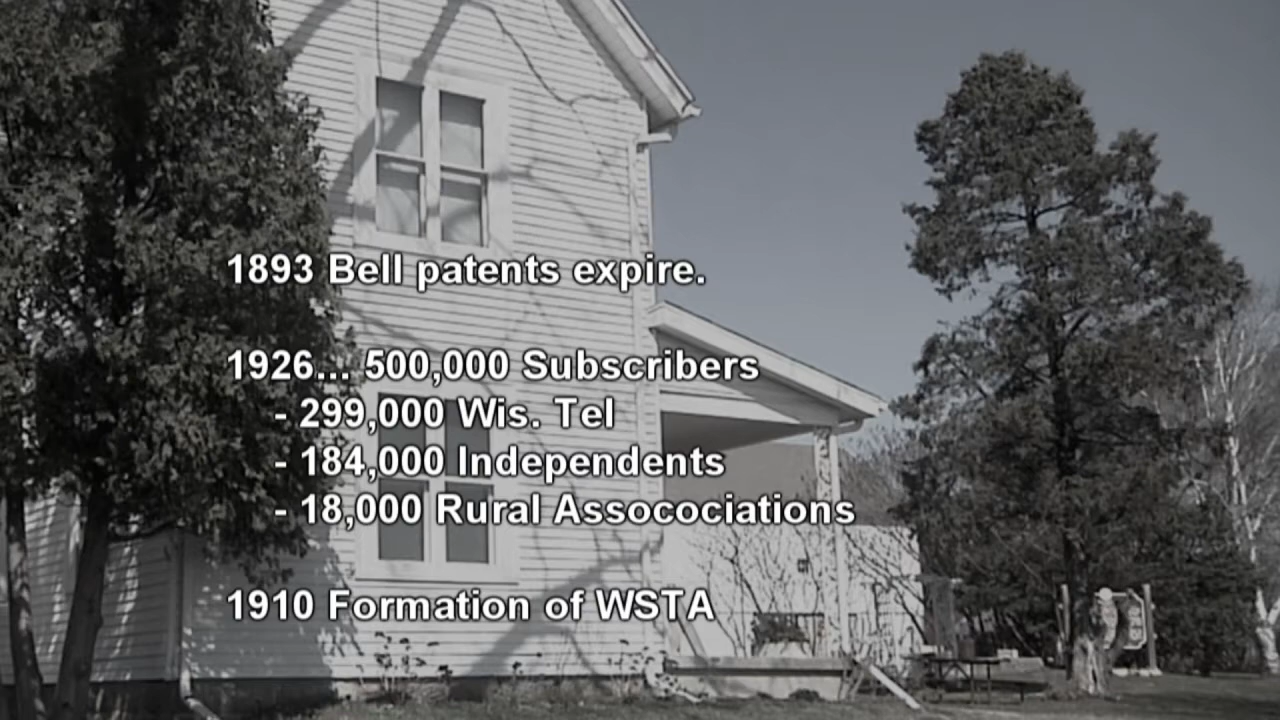 1893 Bell patents expire.
1926... 500,000 Subscribers
- 299,000 Wis. Tel
- 184,000 Independents
- 18,000 Rural Assocociations
1910 Formation of WSTA